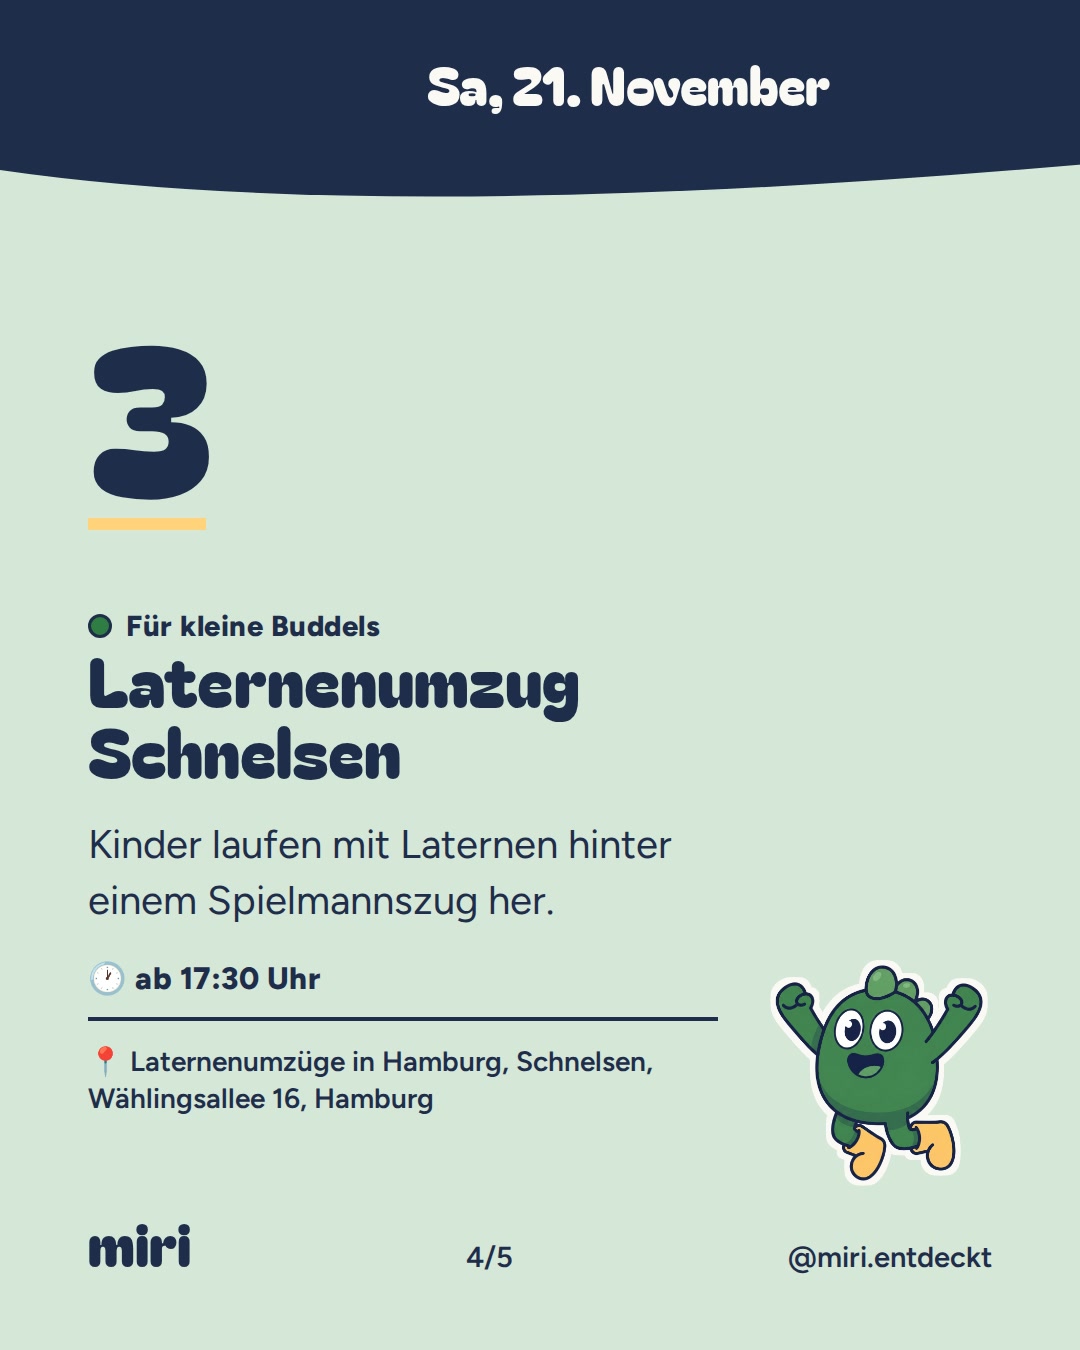 Sa, 21. November
3
Für kleine Buddels
Laternenumzug
Schnelsen
Kinder laufen mit Laternen hinter
einem Spielmannszug her.
🕐 ab 17:30 Uhr
📍 Laternenumzüge in Hamburg, Schnelsen,
Wählingsallee 16, Hamburg
miri
4/5
@miri.entdeckt